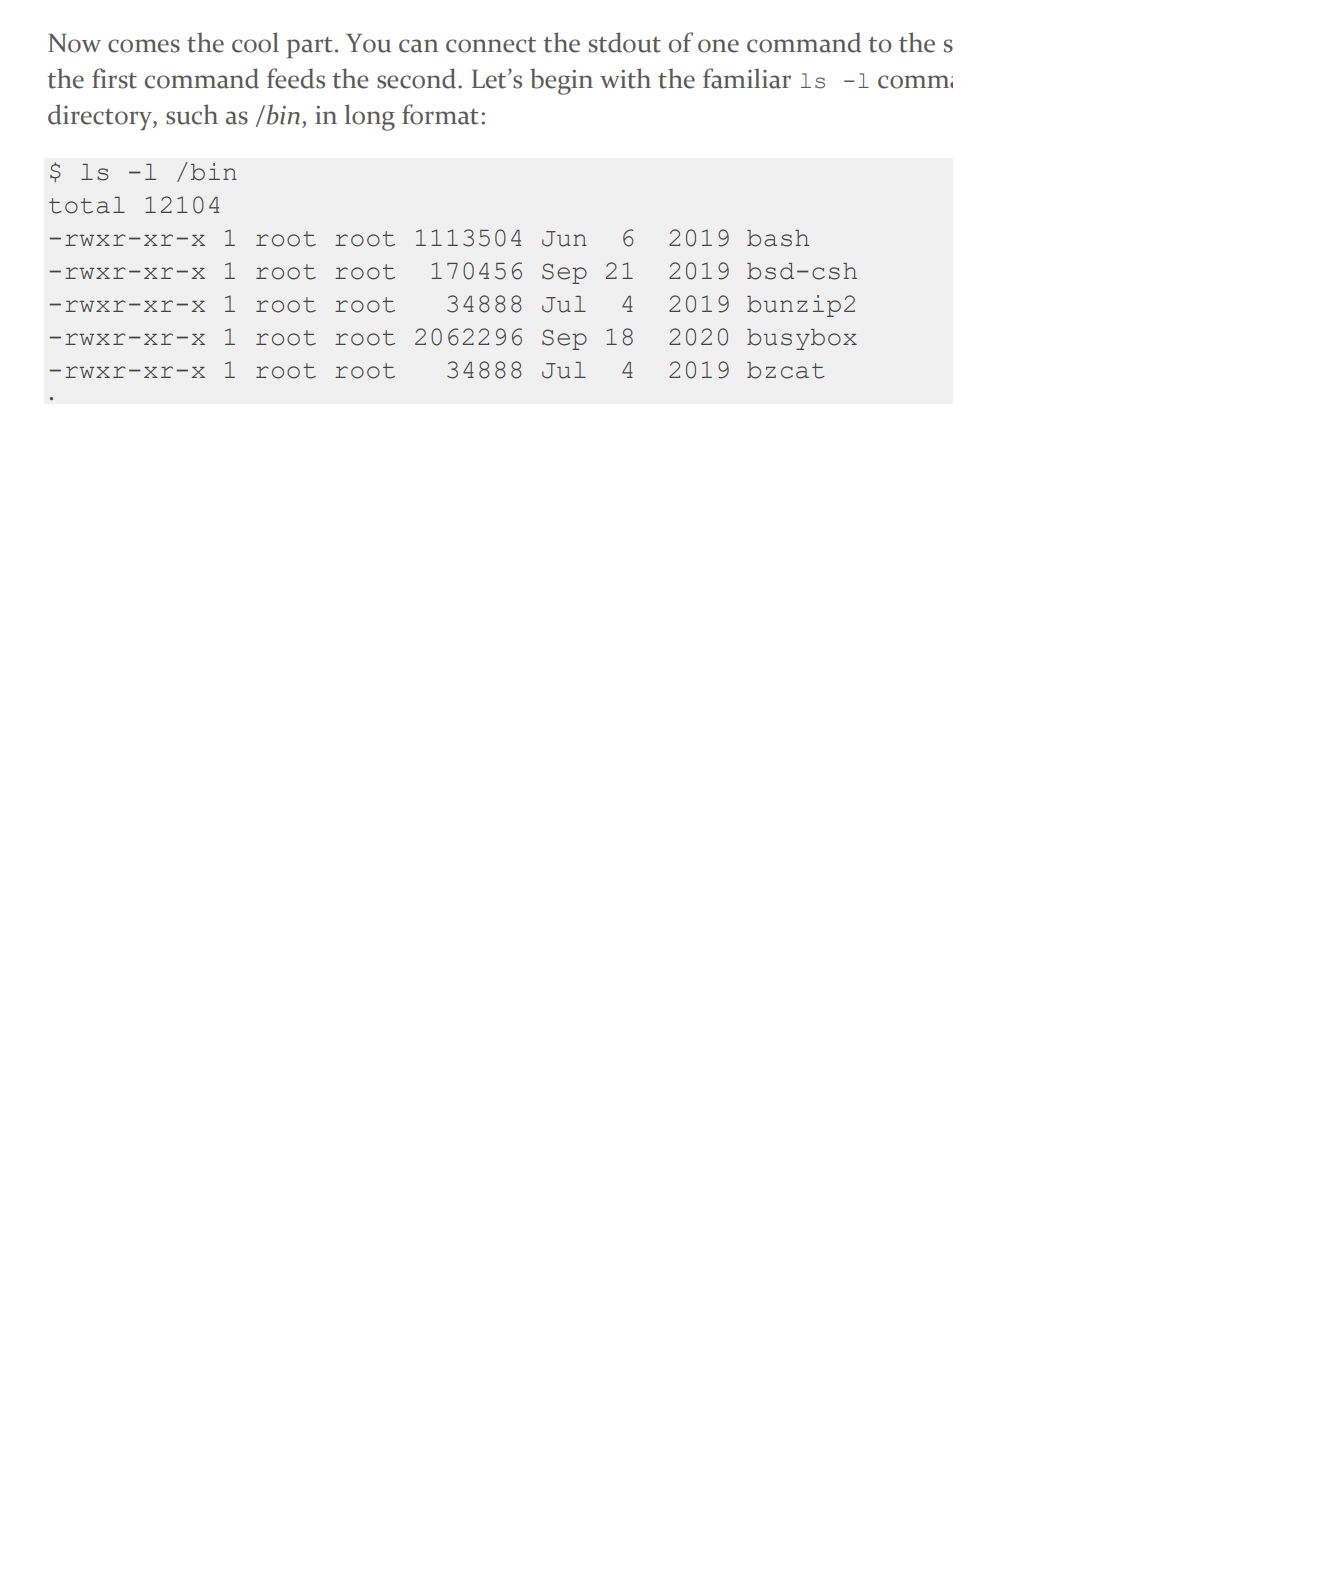 Now comes the cool part. You can connect the stdout of one command to the s
the first command feeds the second. Let’s begin with the familiar ls -l comm
directory, such as /bin, in long format:
$ ls -l /bin
total 12104
-rwxr-xr-x 1 root root 1113504 Jun  6  2019 bash
-rwxr-xr-x 1 root root  170456 Sep 21  2019 bsd-csh
-rwxr-xr-x 1 root root   34888 Jul  4  2019 bunzip2
-rwxr-xr-x 1 root root 2062296 Sep 18  2020 busybox
-rwxr-xr-x 1 root root   34888 Jul  4  2019 bzcat
.